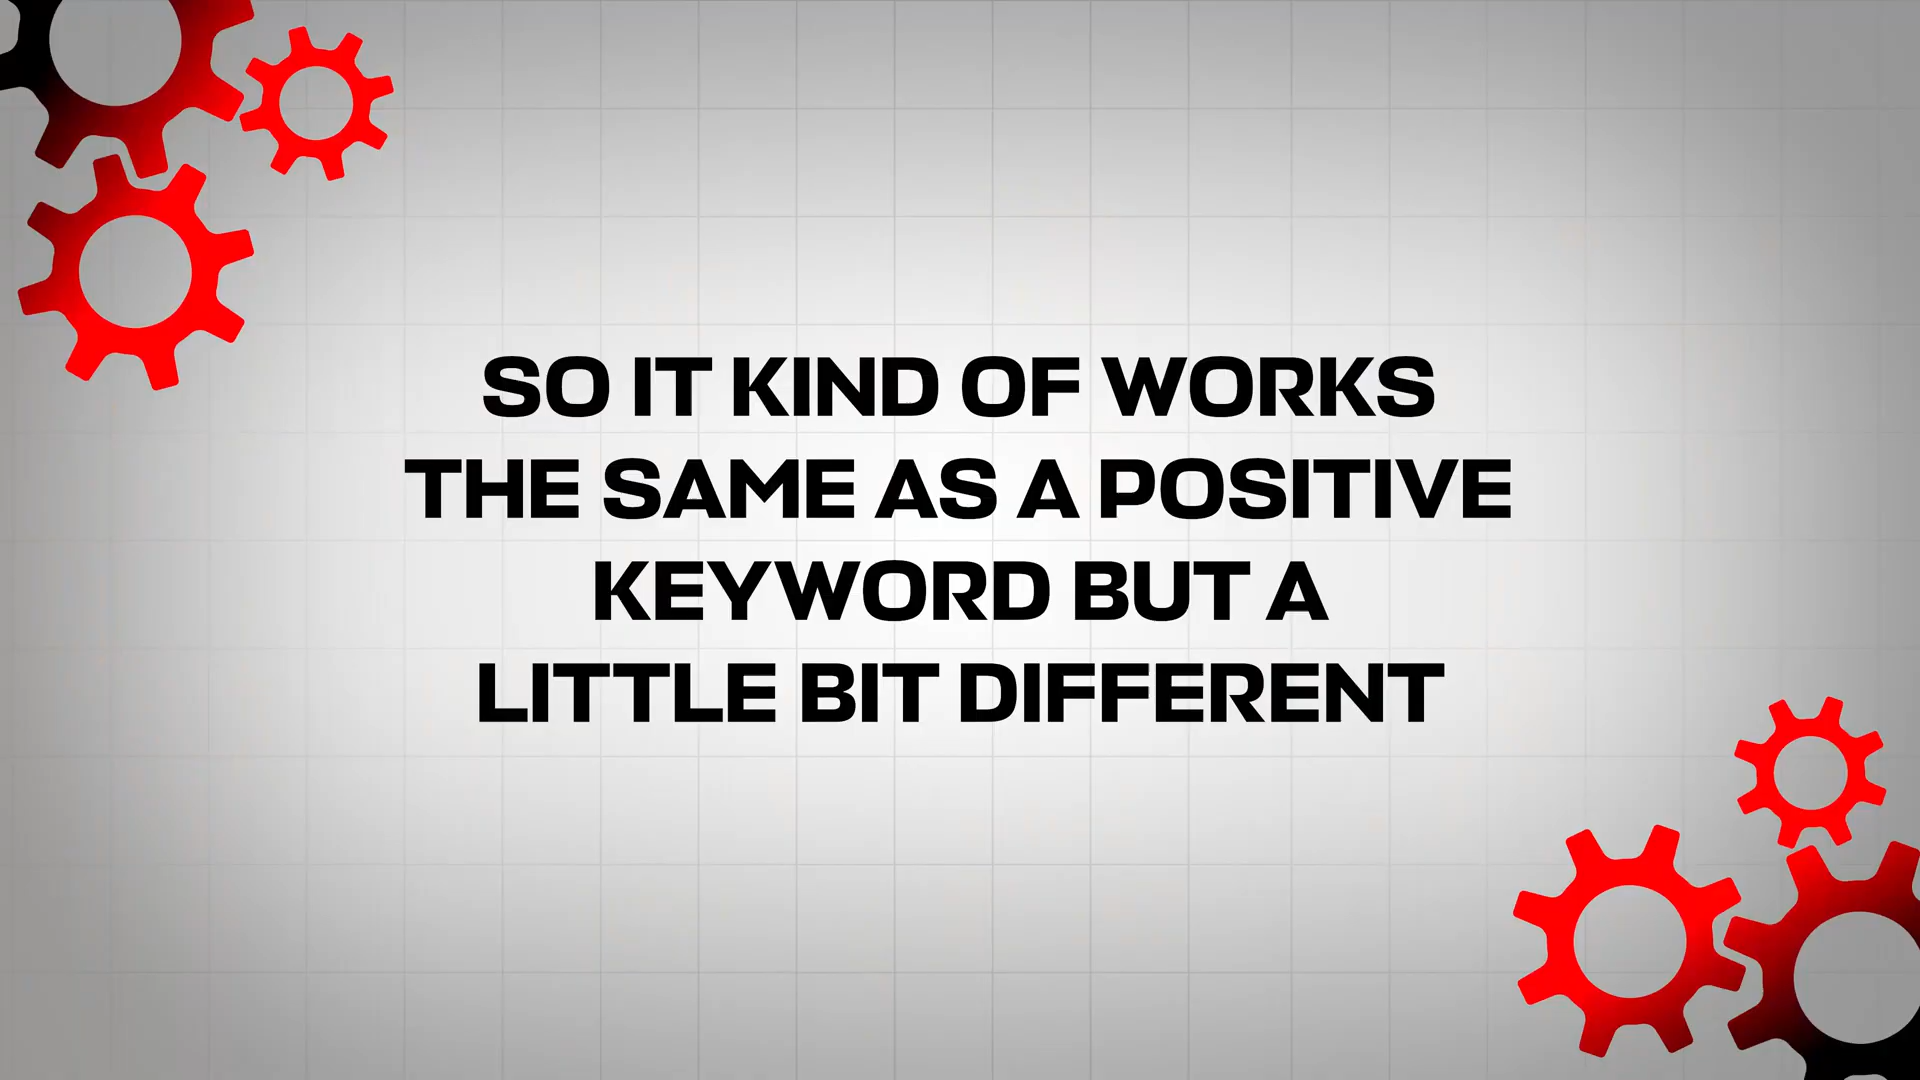 SO IT KIND OF WORKS
THE SAME AS A POSITIVE
KEYWORD BUT A
LITTLE BIT DIFFERENT